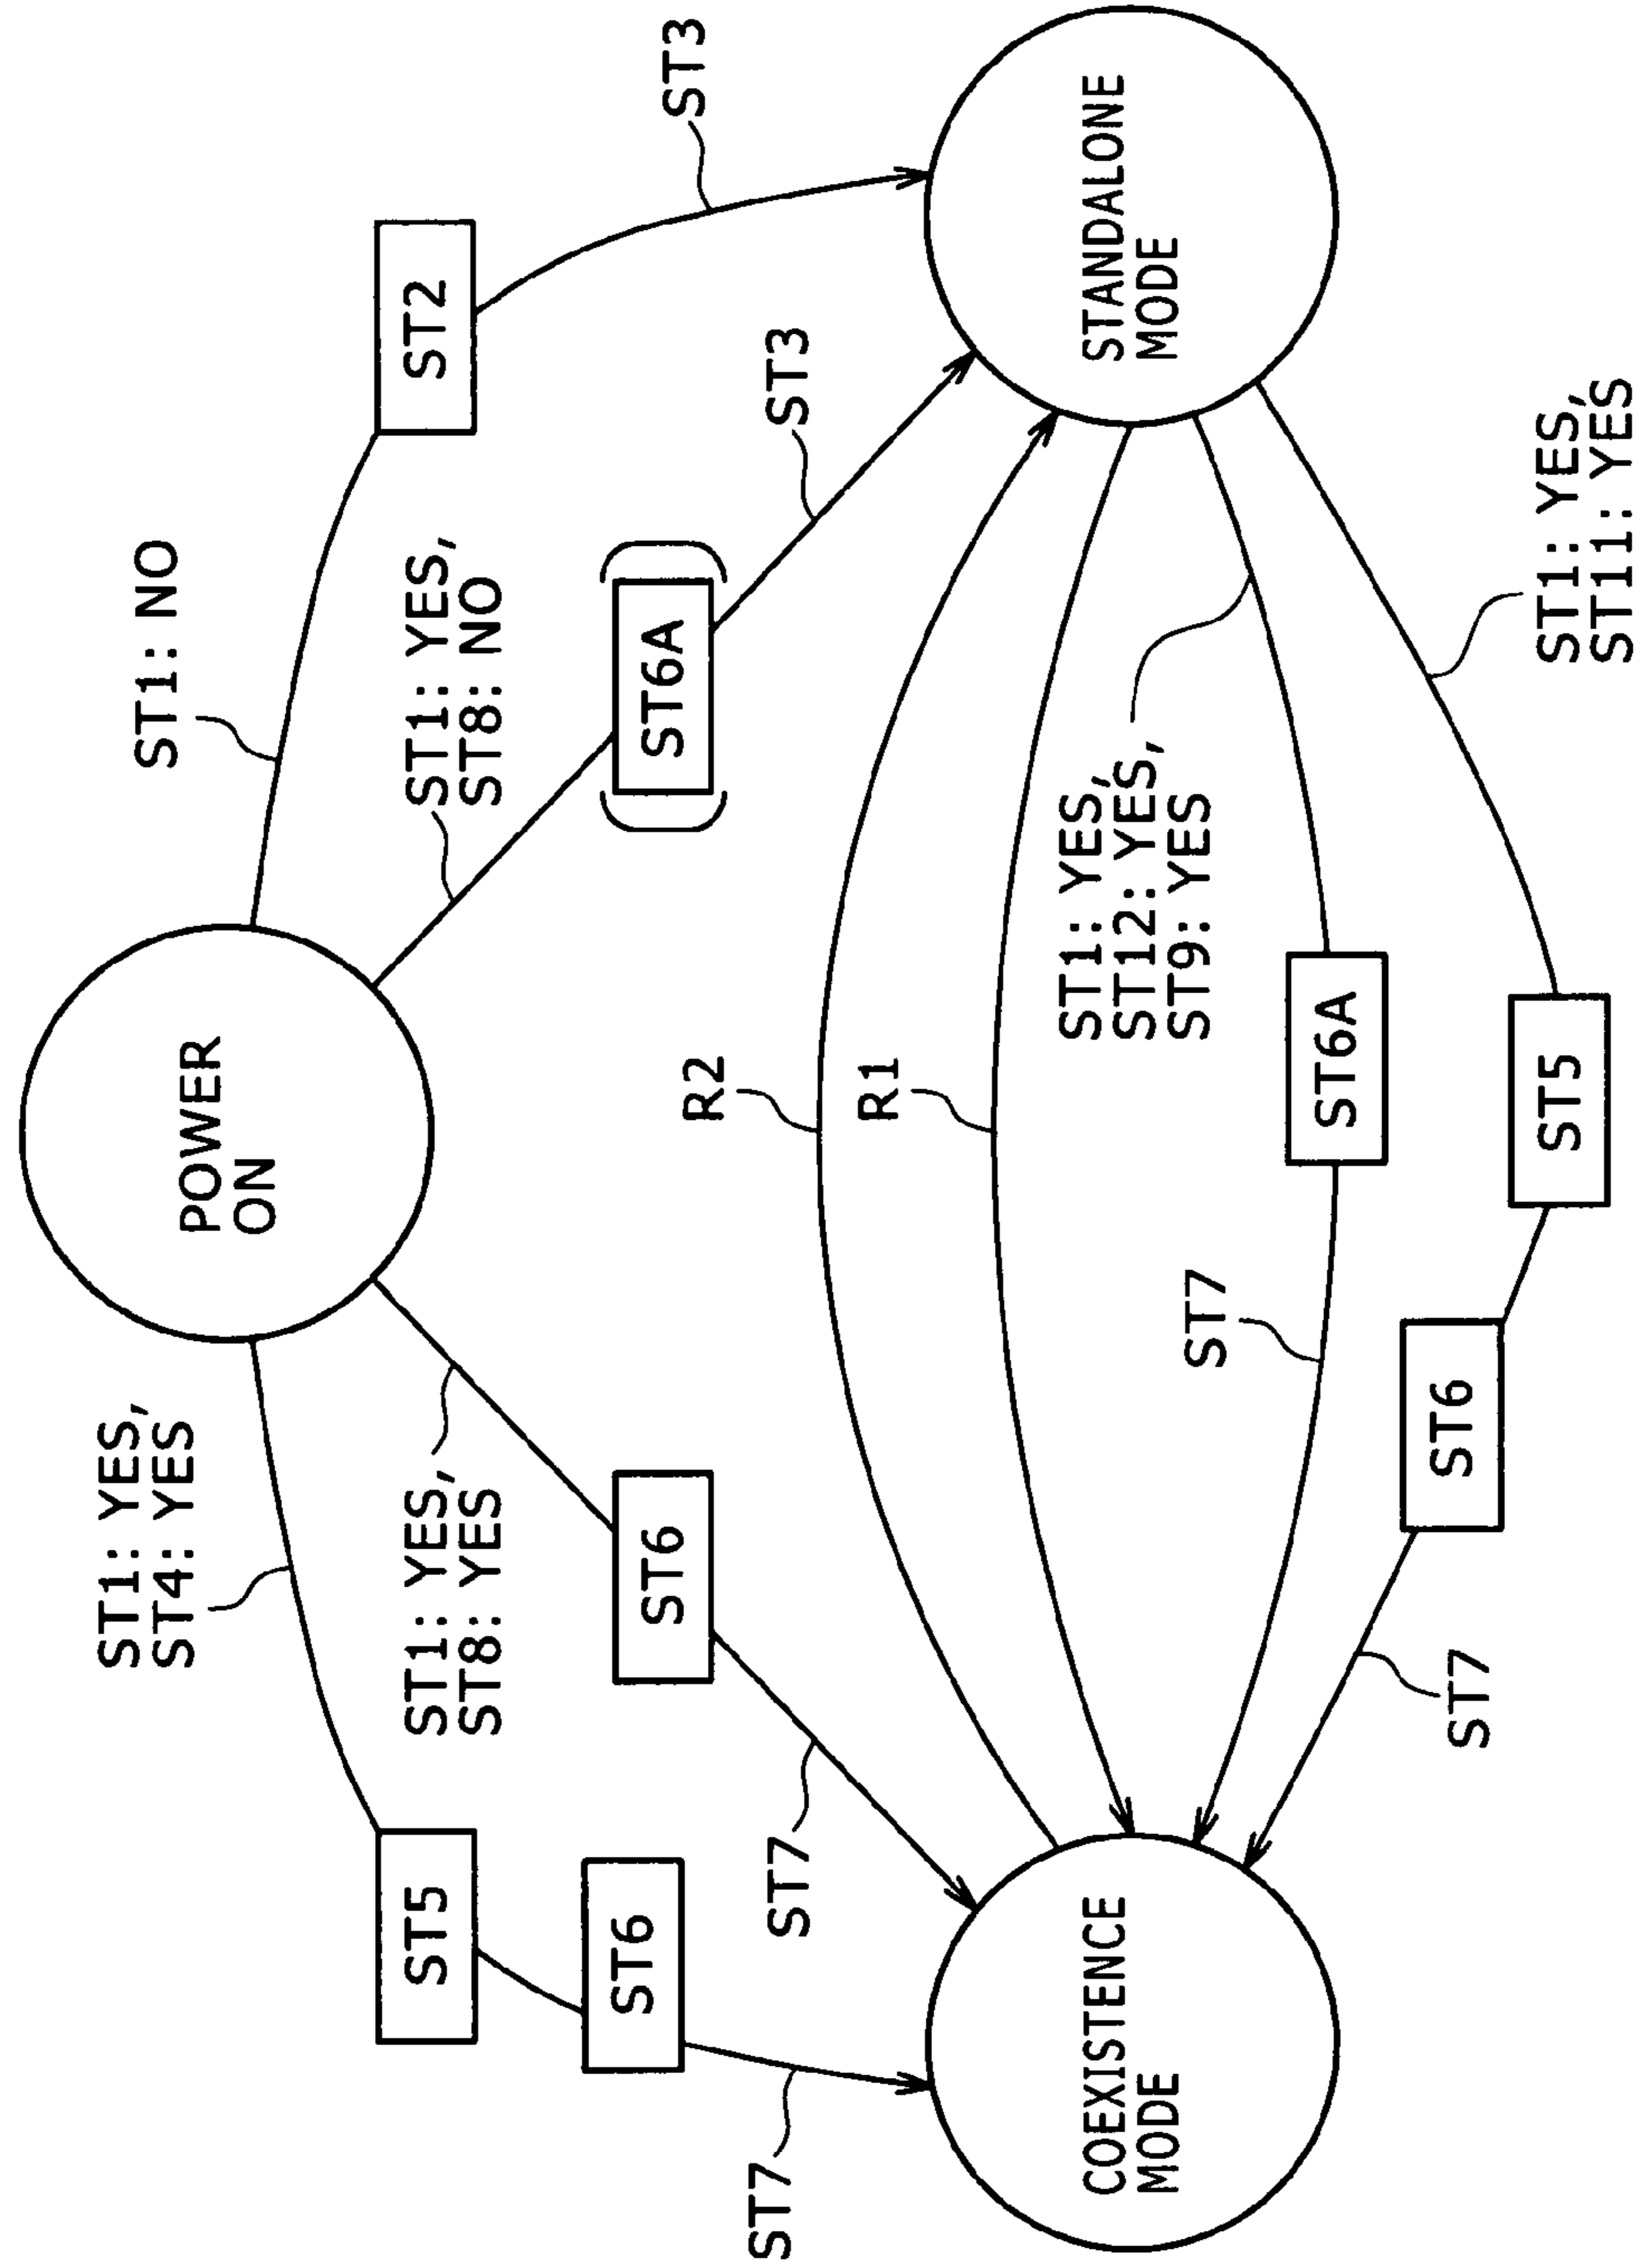 POWER
ON
ST1: YES,
ST4: YES
ST1: NO
ST5
ST2
ST1: YES,
ST8: YES
ST1: YES,
ST8: NO
ST6
ST6
ST6A
ST3
ST7
ST7
ST3
R2
R1
COEXISTENCE
MODE
STANDALONE
MODE
ST1: YES,
ST12: YES,
ST9: YES
ST7
ST6A
ST6
ST5
ST7
ST1: YES,
ST11: YES